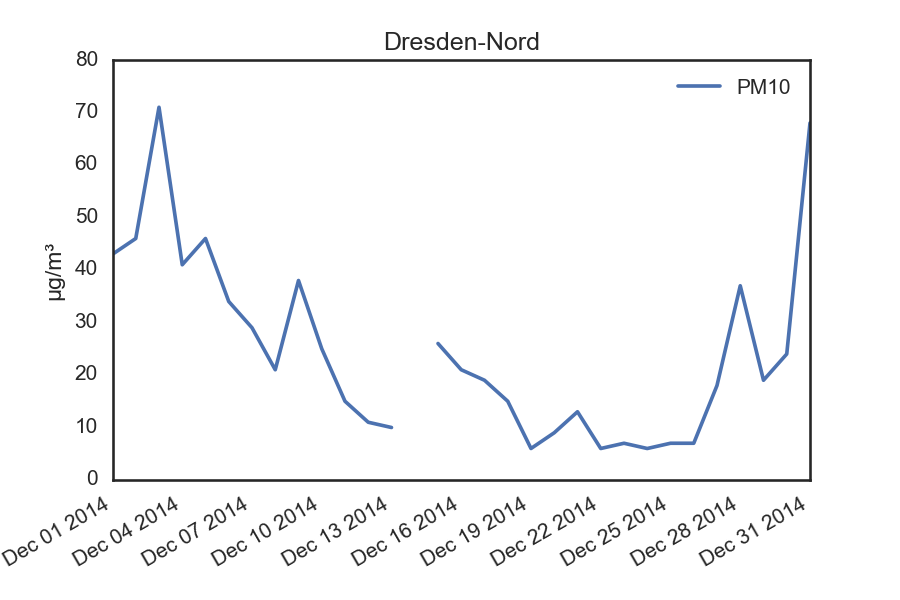 Dresden-Nord
PM10
µg/m³
80
70
60
50
40
30
20
10
0
Dec 01 2014
Dec 04 2014
Dec 07 2014
Dec 10 2014
Dec 13 2014
Dec 16 2014
Dec 19 2014
Dec 22 2014
Dec 25 2014
Dec 28 2014
Dec 31 2014